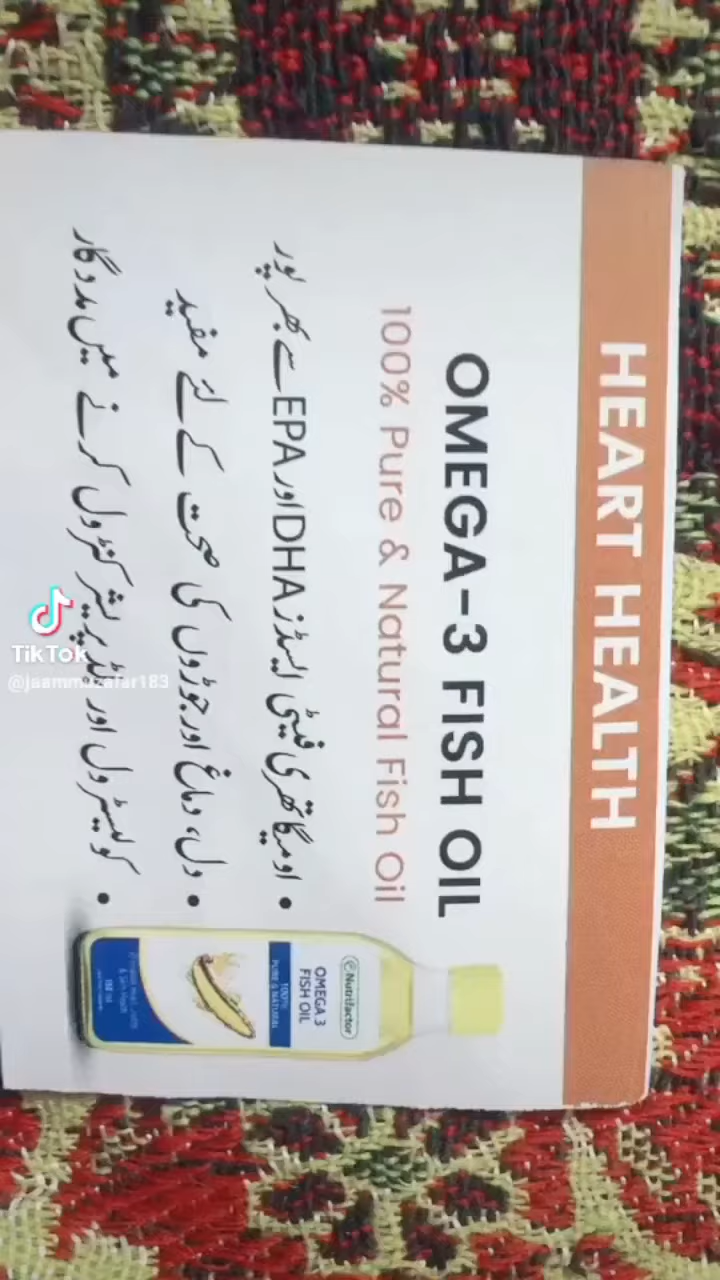 HEART HEALTH
OMEGA-3 FISH OIL
100% Pure & Natural Fish Oil
• اومیگا تھری فیٹی ایسڈز DHA اور EPA سے بھرپور
• دل، دماغ اور جوڑوں کی صحت کے لئے مفید
• کولیسٹرول اور بلڈ پریشر کنٹرول کرنے میں مددگار
Nutrifactor
OMEGA 3
FISH OIL
100%
PURE & NATURAL
TikTok
@jaammuzafar183